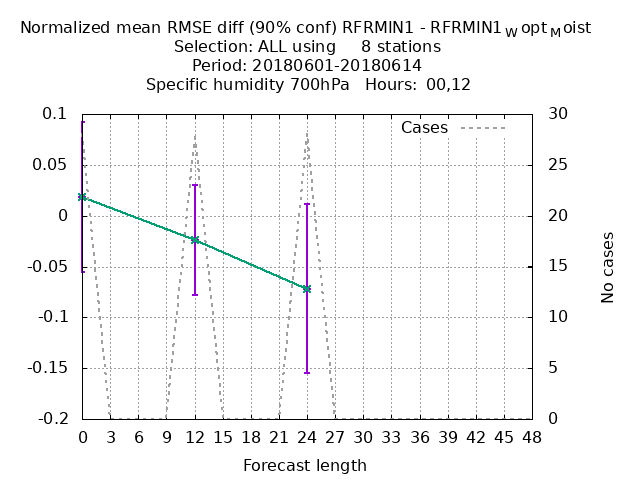 Normalized mean RMSE diff (90% conf) RFRMIN1 - RFRMIN1WoptMoist
Selection: ALL using 8 stations
Period: 20180601-20180614
Specific humidity 700hPa Hours: 00,12
Cases
0.1
0.05
0
-0.05
-0.1
-0.15
-0.2
30
25
20
15
10
5
0
No cases
0 3 6 9 12 15 18 21 24 27 30 33 36 39 42 45 48
Forecast length